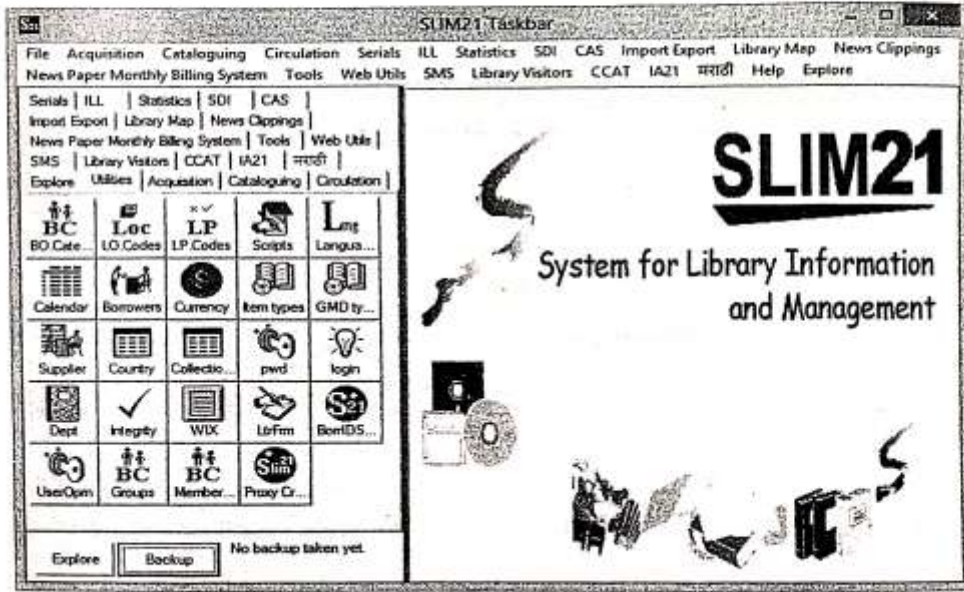 SLIM21 Taskbar
File Acquisition Cataloguing Circulation Serials ILL Statistics SDI CAS Import Export Library Map News Clippings
News Paper Monthly Billing System Tools Web Utils SMS Library Visitors CCAT IA21 मराठी Help Explore
Serials ILL Statistics SDI CAS
Import Export Library Map News Clippings
News Paper Monthly Billing System Tools Web Utils
SMS Library Visitors CCAT IA21 मराठी
Explore Utilities Acquisition Cataloguing Circulation
BC Loc LP Lng
BO Cate... LO.Codes LP.Codes Scripts Langua...
Calendar Borrowers Currency Item types GMD ty...
Supplier Country Collectio... pwd login
S21
Dept Integrity WIX LtrFrm BorrIDS...
BC BC Slim21
UserOprn Groups Member... Proxy Cr...
Explore Backup No backup taken yet.
SLIM21
System for Library Information
and Management